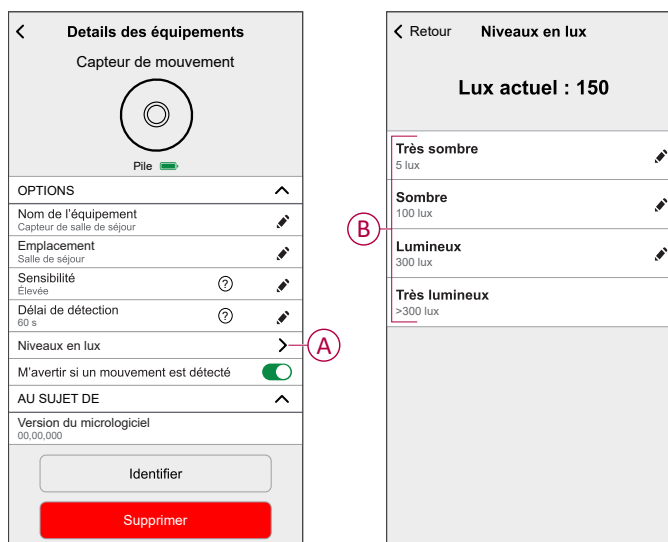 Details des équipements
Capteur de mouvement
Pile
OPTIONS
Nom de l'équipement
Capteur de salle de séjour
Emplacement
Salle de séjour
Sensibilité
Élevée
?
Délai de détection
60 s
?
Niveaux en lux
A
M'avertir si un mouvement est détecté
AU SUJET DE
Version du micrologiciel
00,00,000
Identifier
Supprimer
Retour
Niveaux en lux
Lux actuel : 150
B
Très sombre
5 lux
Sombre
100 lux
Lumineux
300 lux
Très lumineux
>300 lux